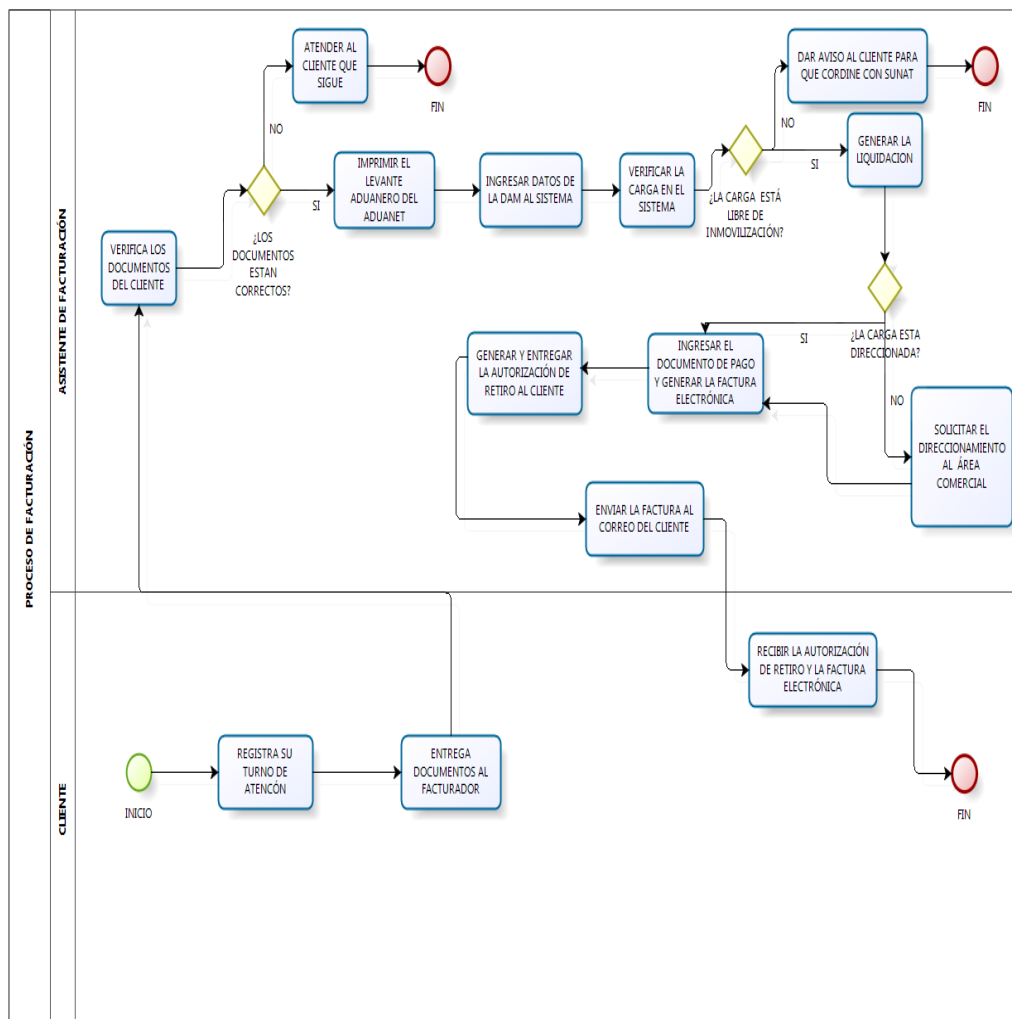 PROCESO DE FACTURACIÓN
ASISTENTE DE FACTURACIÓN
ATENDER AL
CLIENTE QUE
SIGUE
FIN
NO
DAR AVISO AL CLIENTE PARA
QUE CORDINE CON SUNAT
FIN
NO
GENERAR LA
LIQUIDACION
SI
IMPRIMIR EL
LEVANTE
ADUANERO DEL
ADUANET
INGRESAR DATOS DE
LA DAM AL SISTEMA
VERIFICAR LA
CARGA EN EL
SISTEMA
¿LA CARGA ESTÁ
LIBRE DE
INMOVILIZACIÓN?
SI
VERIFICA LOS
DOCUMENTOS
DEL CLIENTE
¿LOS
DOCUMENTOS
ESTAN
CORRECTOS?
GENERAR Y ENTREGAR
LA AUTORIZACIÓN DE
RETIRO AL CLIENTE
INGRESAR EL
DOCUMENTO DE PAGO
Y GENERAR LA FACTURA
ELECTRÓNICA
SI
¿LA CARGA ESTA
DIRECCIONADA?
NO
SOLICITAR EL
DIRECCIONAMIENTO
AL ÁREA
COMERCIAL
ENVIAR LA FACTURA AL
CORREO DEL CLIENTE
CLIENTE
RECIBIR LA AUTORIZACIÓN
DE RETIRO Y LA FACTURA
ELECTRÓNICA
INICIO
REGISTRA SU
TURNO DE
ATENCÓN
ENTREGA
DOCUMENTOS AL
FACTURADOR
FIN